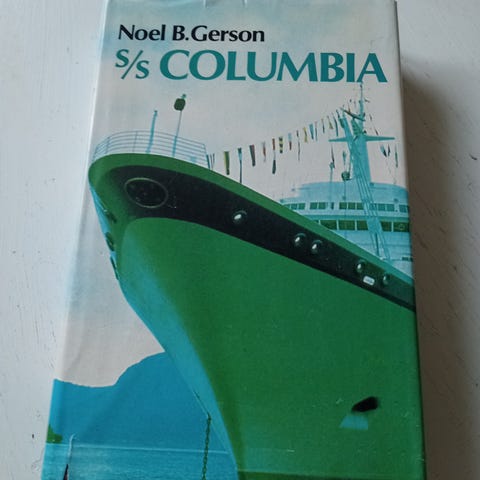 Noel B. Gerson
s/s COLUMBIA